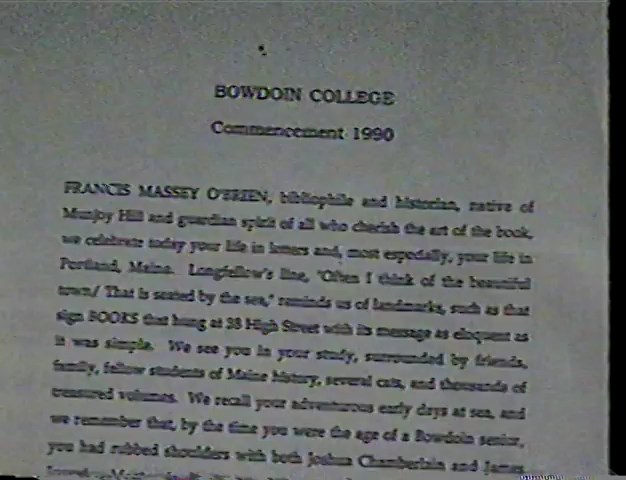 BOWDOIN COLLEGE
Commencement 1990
FRANCIS MASSEY O'BRIEN, bibliophile and historian, native of
Munjoy Hill and guardian spirit of all who cherish the art of the book,
we celebrate today your life in letters and, most especially, your life in
Portland, Maine. Longfellow's line, "Often I think of the beautiful
town/ That is seated by the sea," reminds us of landmarks, such as that
sign BOOKS that hung at 38 High Street with its message as eloquent as
it was simple. We see you in your study, surrounded by friends,
family, fellow students of Maine history, several cats, and thousands of
treasured volumes. We recall your adventurous early days at sea, and
we remember that, by the time you were the age of a Bowdoin senior,
you had rubbed shoulders with both Joshua Chamberlain and James